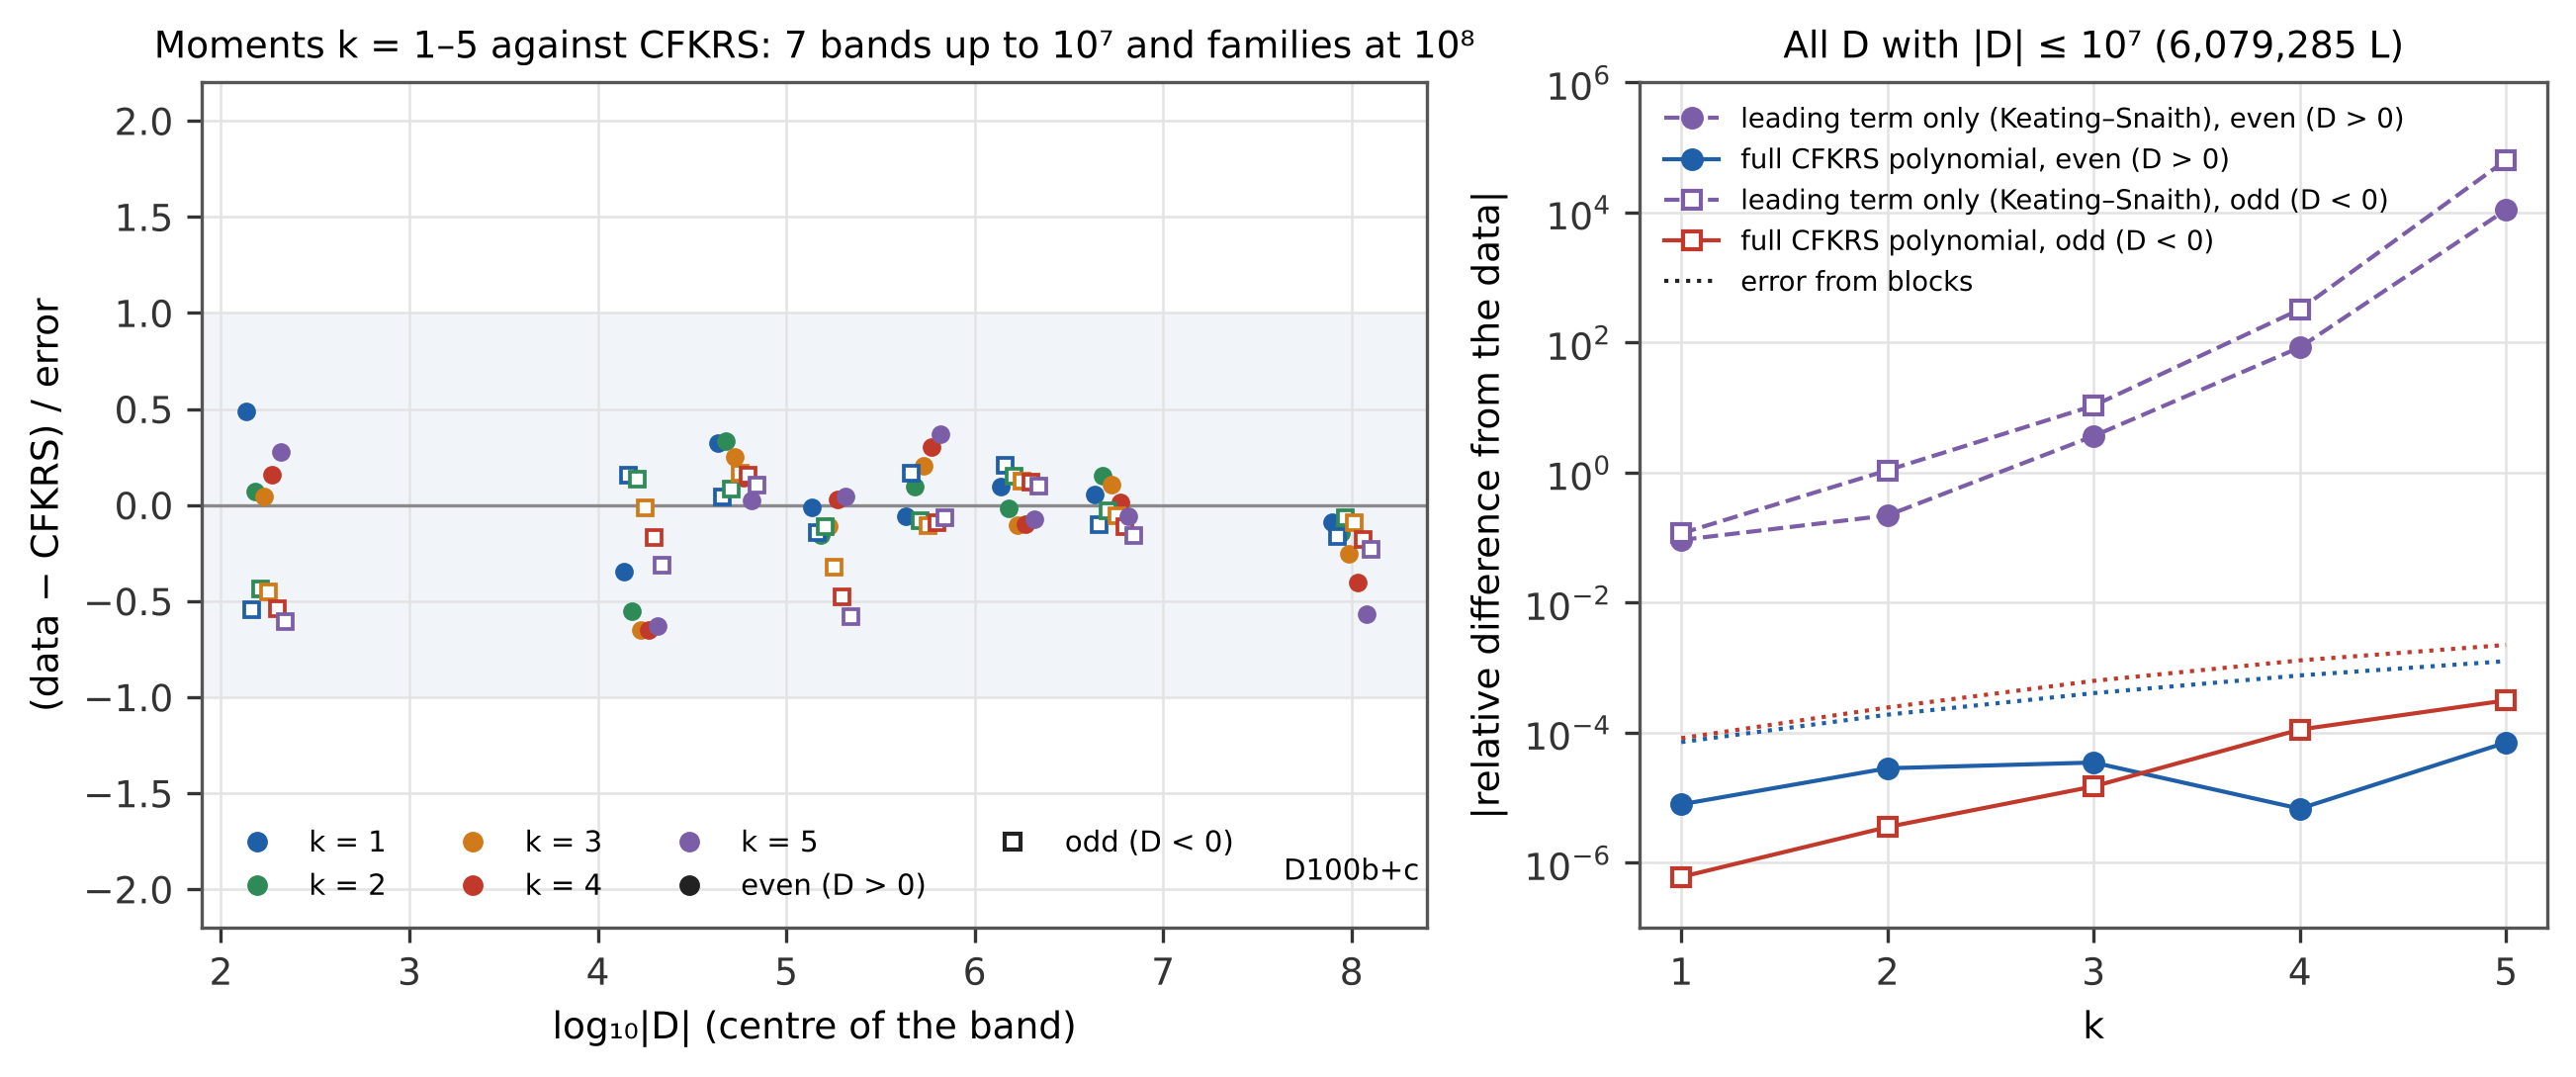 Moments k = 1–5 against CFKRS: 7 bands up to 10⁷ and families at 10⁸
(data − CFKRS) / error
2.0
1.5
1.0
0.5
0.0
−0.5
−1.0
−1.5
−2.0
k = 1
k = 3
k = 5
odd (D < 0)
k = 2
k = 4
even (D > 0)
D100b+c
2
3
4
5
6
7
8
log₁₀|D| (centre of the band)
All D with |D| ≤ 10⁷ (6,079,285 L)
|relative difference from the data|
10⁶
10⁴
10²
10⁰
10⁻²
10⁻⁴
10⁻⁶
leading term only (Keating–Snaith), even (D > 0)
full CFKRS polynomial, even (D > 0)
leading term only (Keating–Snaith), odd (D < 0)
full CFKRS polynomial, odd (D < 0)
error from blocks
1
2
3
4
5
k